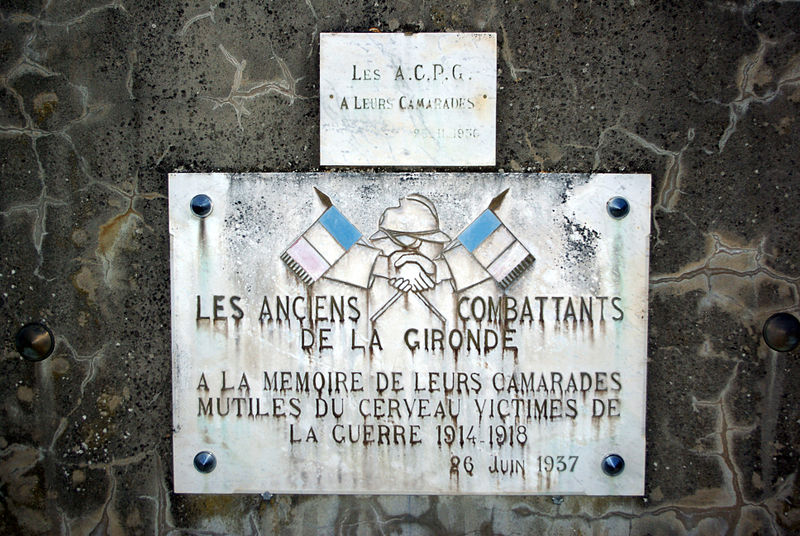 LES A.C.P.G.
A LEURS CAMARADES
LES ANCIENS COMBATTANTS
DE LA GIRONDE
A LA MEMOIRE DE LEURS CAMARADES
MUTILES DU CERVEAU VICTIMES DE
LA GUERRE 1914-1918
26 JUIN 1937